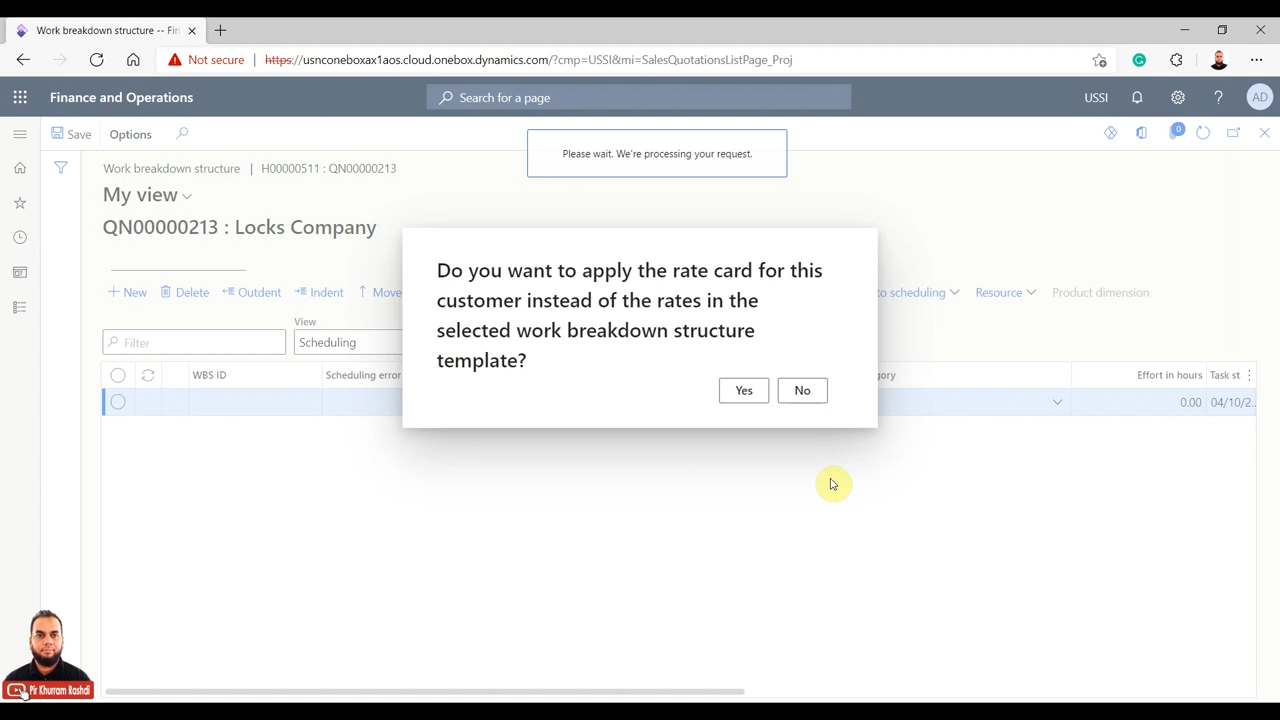 Work breakdown structure -- Fin
Not secure
https://usnconeboxax1aos.cloud.onebox.dynamics.com/?cmp=USSI&mi=SalesQuotationsListPage_Proj
Finance and Operations
Search for a page
USSI
AD
Save
Options
0
Please wait. We're processing your request.
Work breakdown structure | H00000511 : QN00000213
My view
QN00000213 : Locks Company
Do you want to apply the rate card for this
customer instead of the rates in the
selected work breakdown structure
template?
Yes
No
New
Delete
Outdent
Indent
Move
to scheduling
Resource
Product dimension
View
Filter
Scheduling
WBS ID
Scheduling error
gory
Effort in hours
Task st
0.00
04/10/2...
Pir Khurram Rashdi